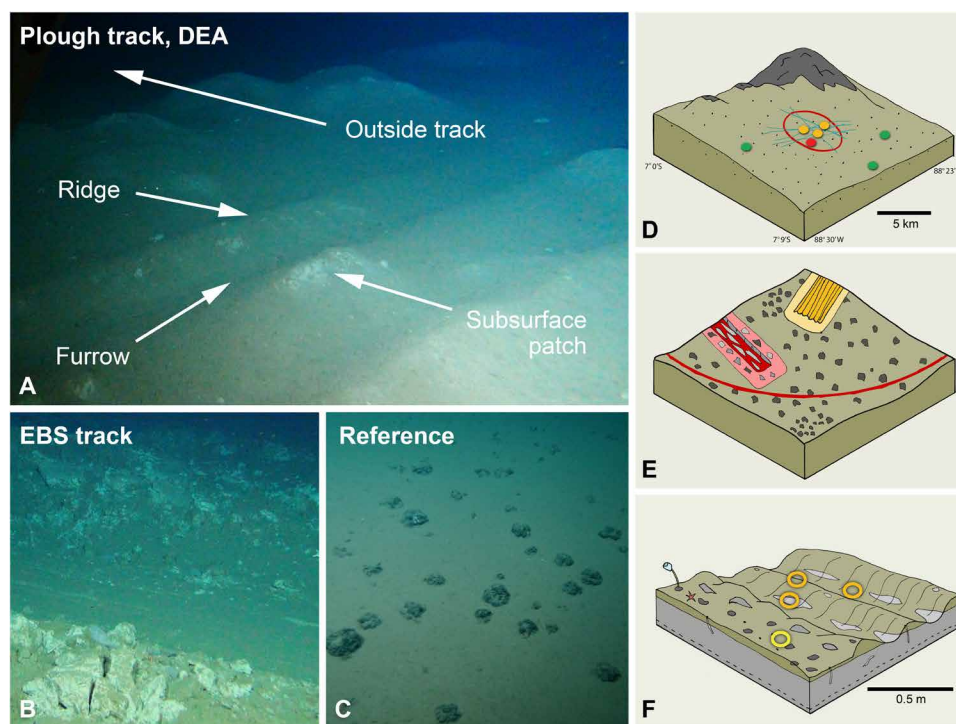 Plough track, DEA
Outside track
Ridge
Furrow
Subsurface
patch
A
EBS track
B
Reference
C
7°0'S
88°23'
7°9'S
88°30'W
5 km
D
E
0.5 m
F